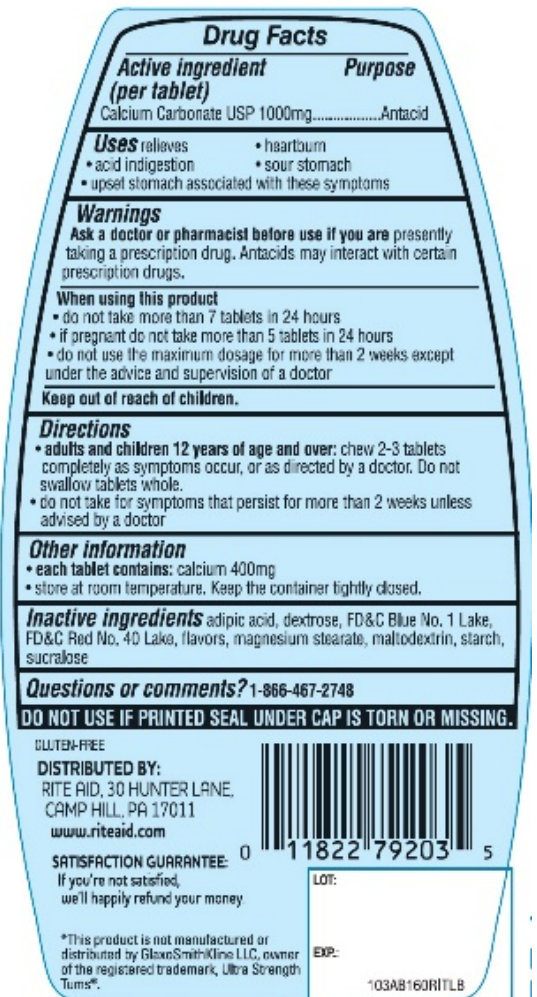 Drug Facts
Active ingredient Purpose
(per tablet)
Calcium Carbonate USP 1000mg...................Antacid
Uses relieves • heartburn
• acid indigestion • sour stomach
• upset stomach associated with these symptoms
Warnings
Ask a doctor or pharmacist before use if you are presently
taking a prescription drug. Antacids may interact with certain
prescription drugs.
When using this product
• do not take more than 7 tablets in 24 hours
• if pregnant do not take more than 5 tablets in 24 hours
• do not use the maximum dosage for more than 2 weeks except
under the advice and supervision of a doctor
Keep out of reach of children.
Directions
• adults and children 12 years of age and over: chew 2-3 tablets
completely as symptoms occur, or as directed by a doctor. Do not
swallow tablets whole.
• do not take for symptoms that persist for more than 2 weeks unless
advised by a doctor
Other information
• each tablet contains: calcium 400mg
• store at room temperature. Keep the container tightly closed.
Inactive ingredients adipic acid, dextrose, FD&C Blue No. 1 Lake,
FD&C Red No. 40 Lake, flavors, magnesium stearate, maltodextrin, starch,
sucralose
Questions or comments? 1-866-467-2748
DO NOT USE IF PRINTED SEAL UNDER CAP IS TORN OR MISSING.
GLUTEN-FREE
DISTRIBUTED BY:
RITE AID, 30 HUNTER LANE,
CAMP HILL, PA 17011
www.riteaid.com
0 11822 79203 5
SATISFACTION GUARANTEE:
If you're not satisfied,
we'll happily refund your money.
*This product is not manufactured or
distributed by GlaxoSmithKline LLC, owner
of the registered trademark, Ultra Strength
Tums®.
LOT:
EXP.:
103AB160RITLB